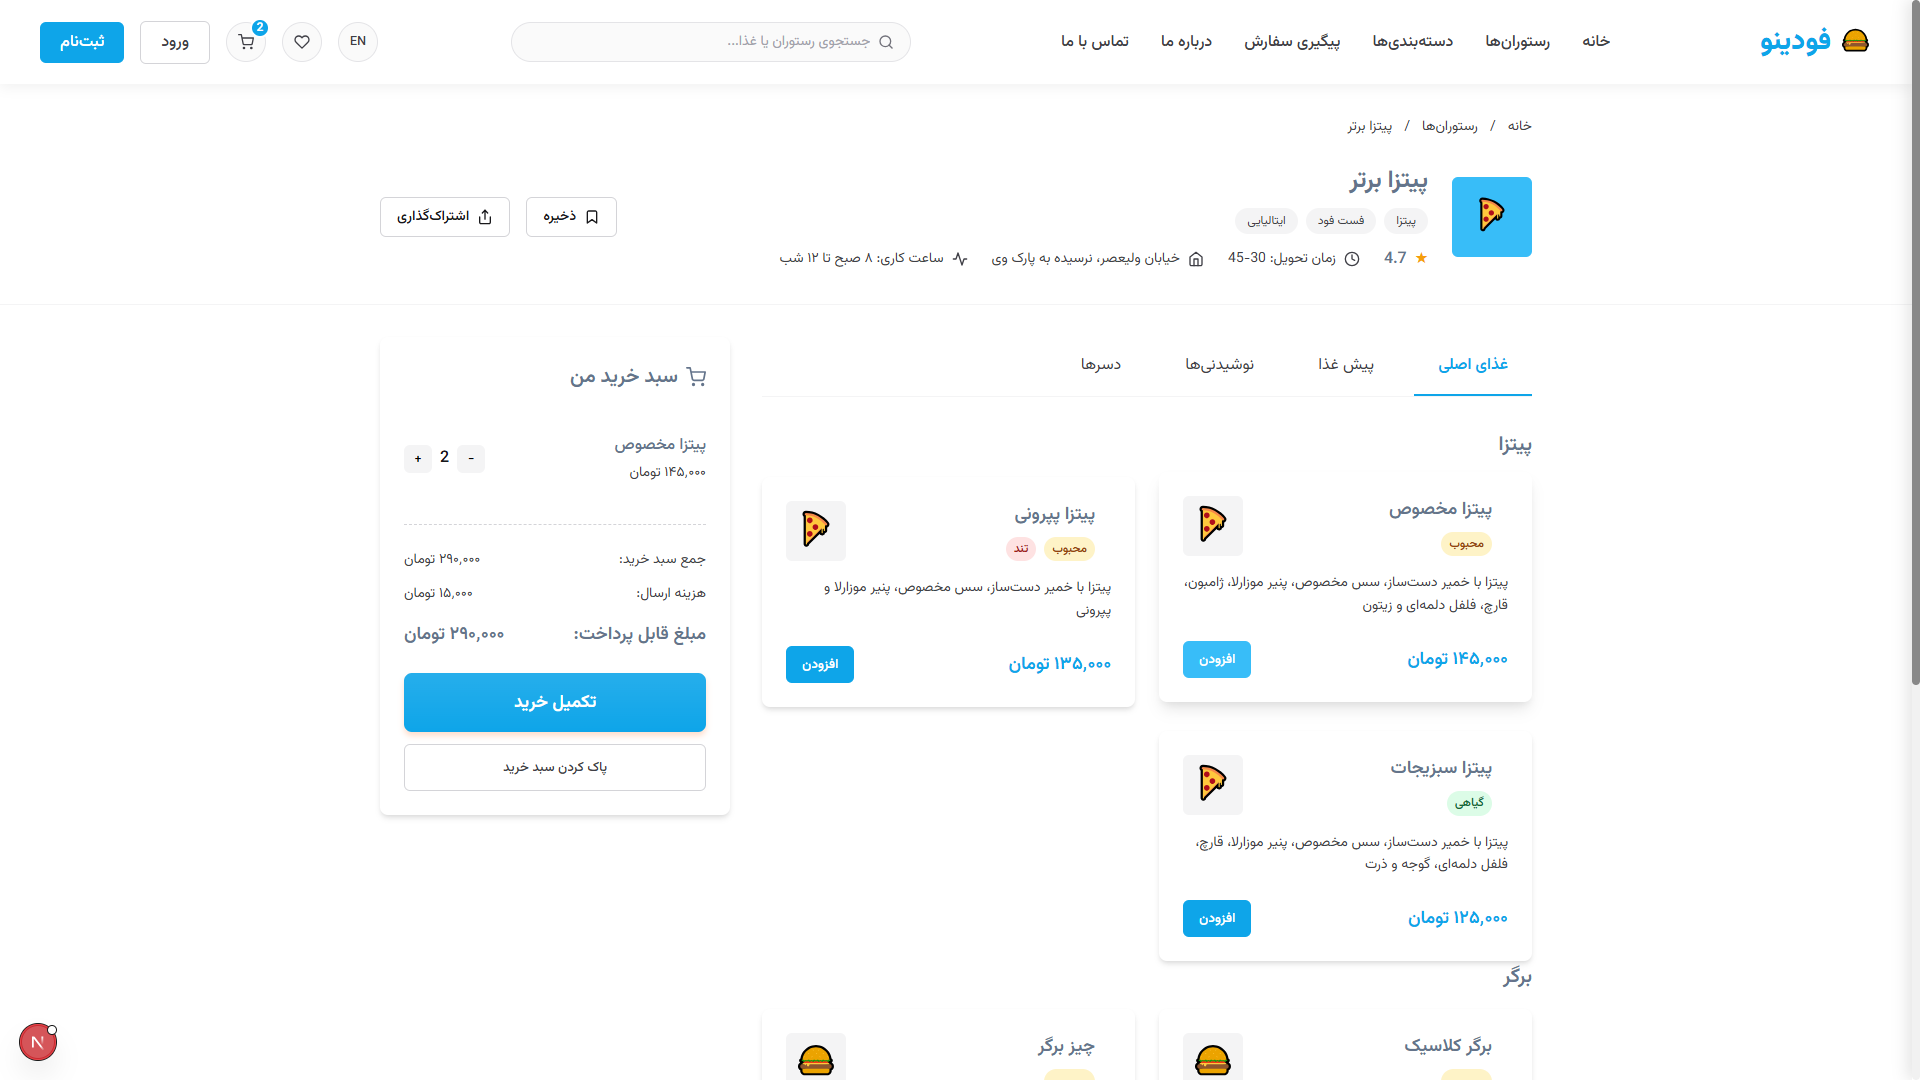 فودینو
خانه
رستوران‌ها
دسته‌بندی‌ها
پیگیری سفارش
درباره ما
تماس با ما
جستجوی رستوران یا غذا...
EN
2
ورود
ثبت‌نام
خانه / رستوران‌ها / پیتزا برتر
پیتزا برتر
پیتزا
فست فود
ایتالیایی
★ 4.7
زمان تحویل: 30-45
خیابان ولیعصر، نرسیده به پارک وی
ساعت کاری: ۸ صبح تا ۱۲ شب
ذخیره
اشتراک‌گذاری
غذای اصلی
پیش غذا
نوشیدنی‌ها
دسرها
پیتزا
پیتزا مخصوص
محبوب
پیتزا با خمیر دست‌ساز، سس مخصوص، پنیر موزارلا، ژامبون،
قارچ، فلفل دلمه‌ای و زیتون
۱۴۵,۰۰۰ تومان
افزودن
پیتزا پپرونی
محبوب
تند
پیتزا با خمیر دست‌ساز، سس مخصوص، پنیر موزارلا و
پپرونی
۱۳۵,۰۰۰ تومان
افزودن
پیتزا سبزیجات
گیاهی
پیتزا با خمیر دست‌ساز، سس مخصوص، پنیر موزارلا، قارچ،
فلفل دلمه‌ای، گوجه و ذرت
۱۲۵,۰۰۰ تومان
افزودن
برگر
برگر کلاسیک
چیز برگر
سبد خرید من
پیتزا مخصوص
۱۴۵,۰۰۰ تومان
- 2 +
جمع سبد خرید: ۲۹۰,۰۰۰ تومان
هزینه ارسال: ۱۵,۰۰۰ تومان
مبلغ قابل پرداخت: ۲۹۰,۰۰۰ تومان
تکمیل خرید
پاک کردن سبد خرید
N